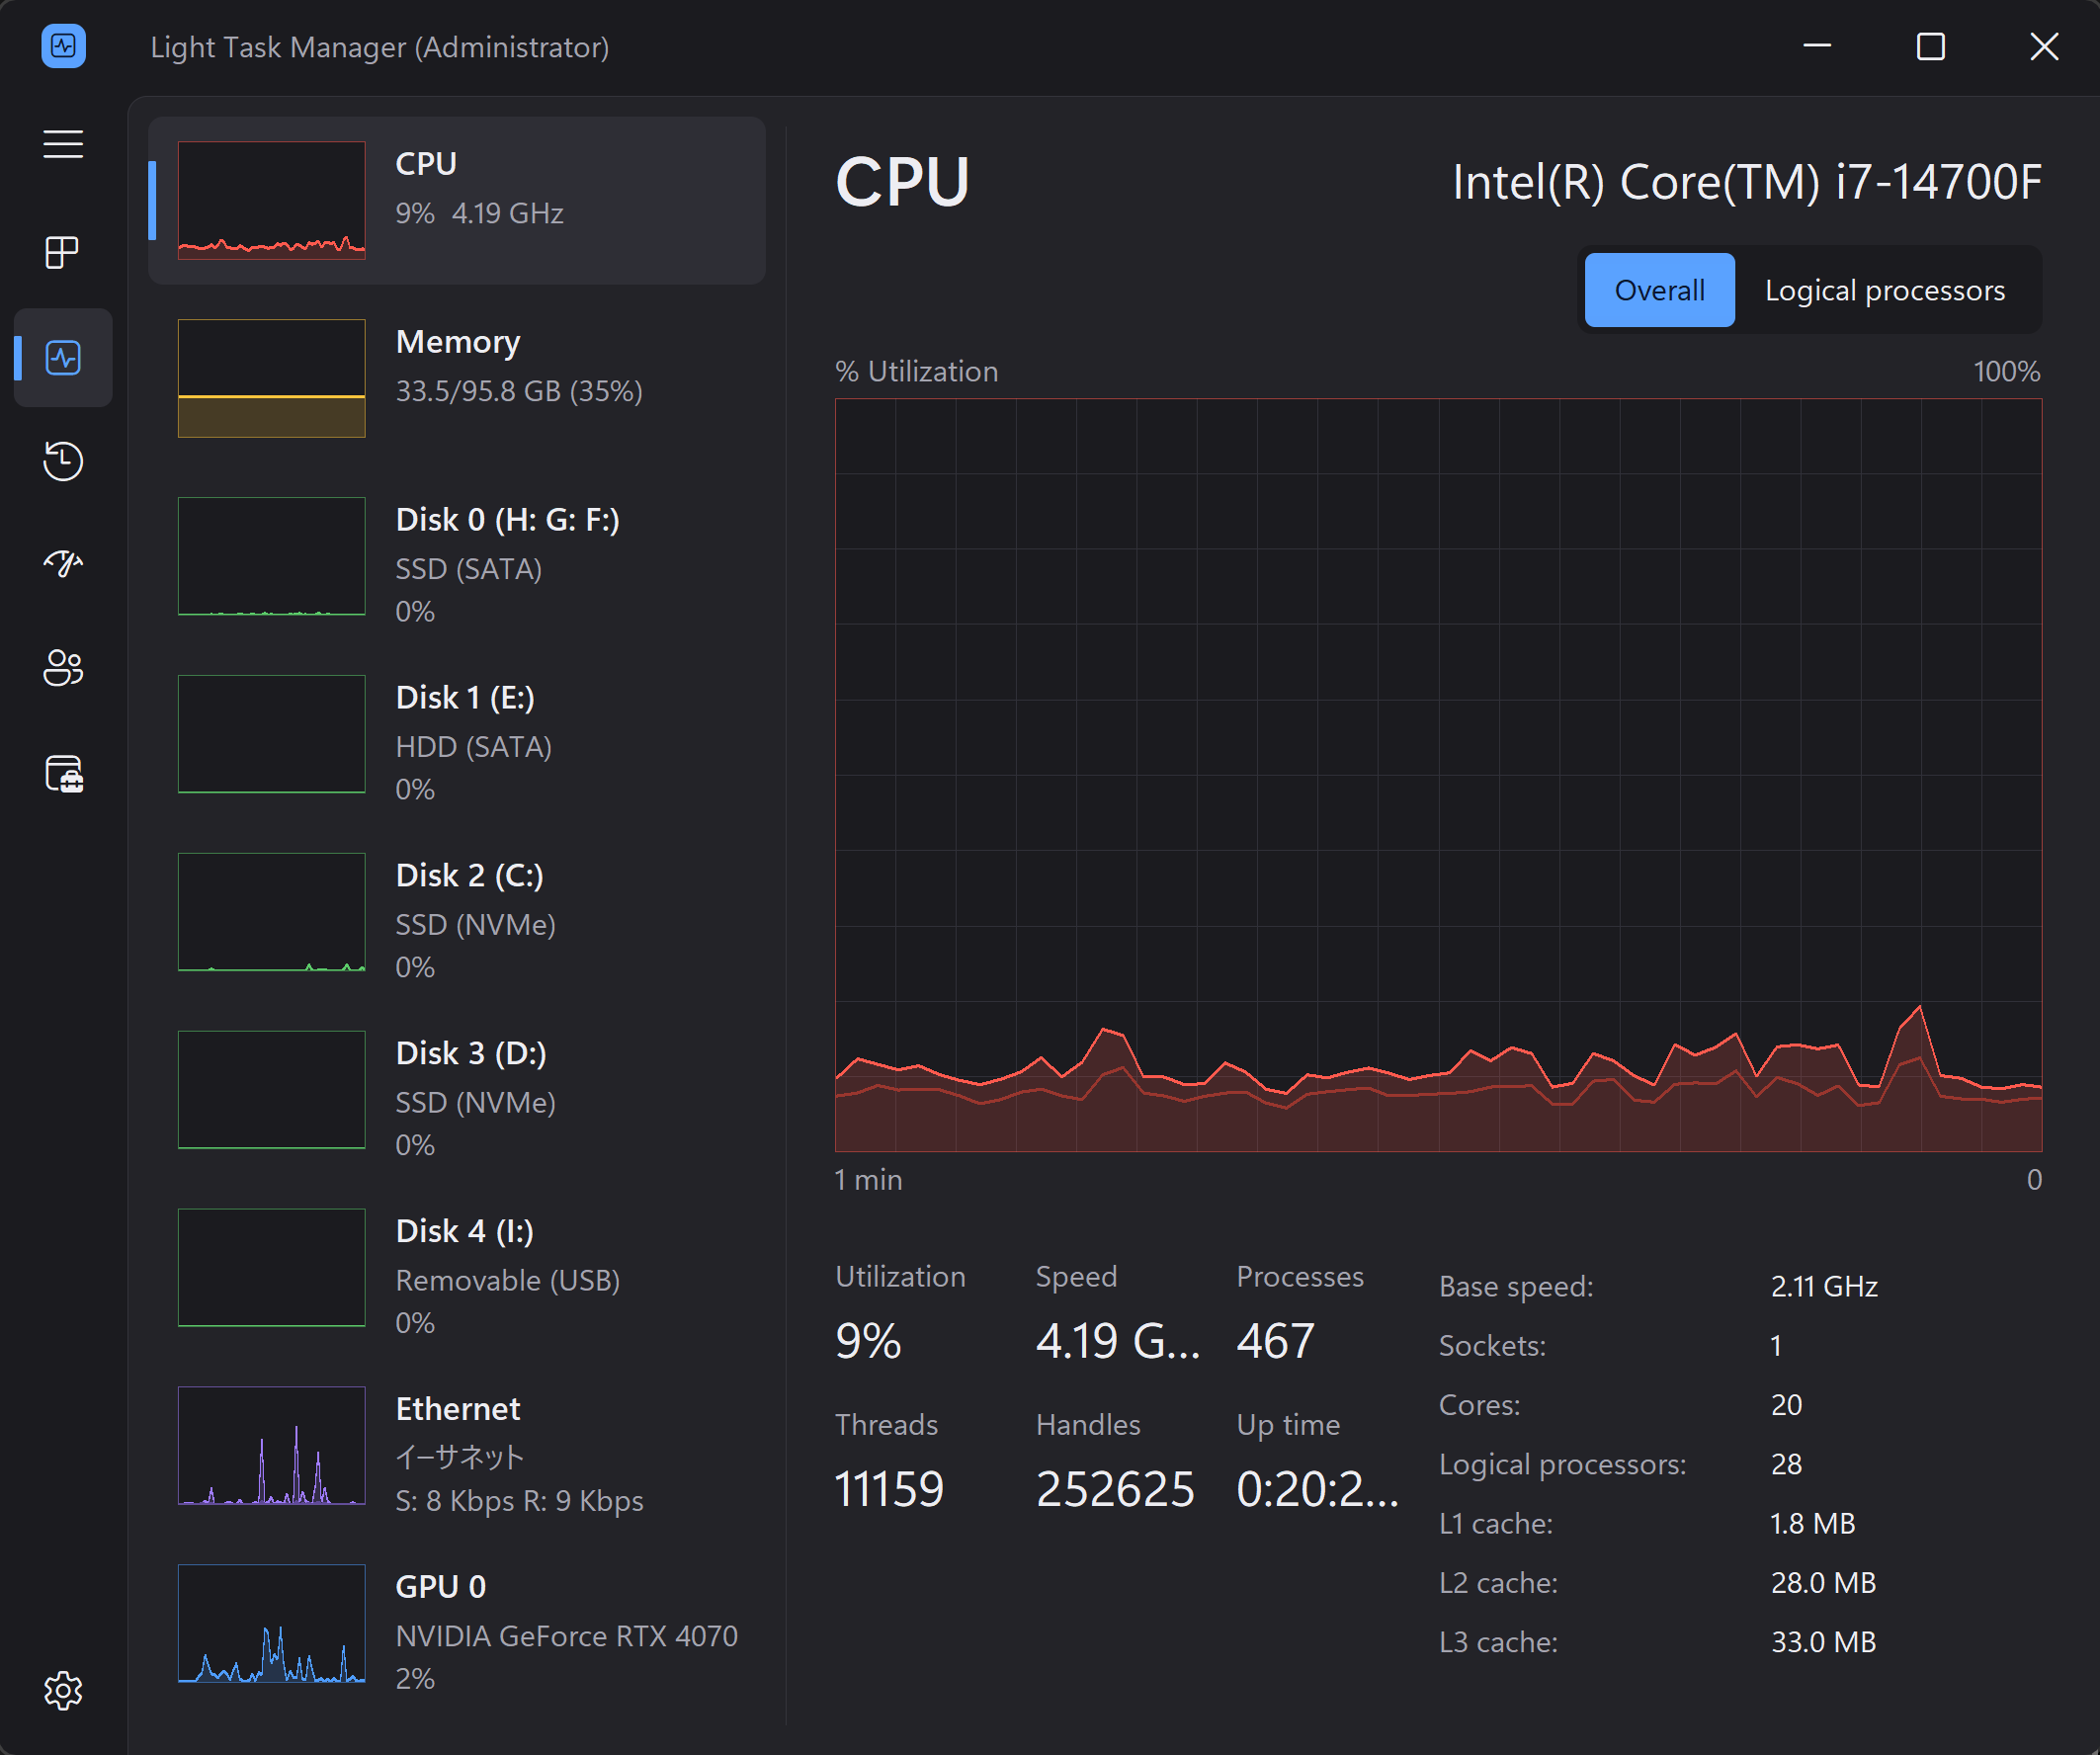 Light Task Manager (Administrator)
CPU
9% 4.19 GHz
Memory
33.5/95.8 GB (35%)
Disk 0 (H: G: F:)
SSD (SATA)
0%
Disk 1 (E:)
HDD (SATA)
0%
Disk 2 (C:)
SSD (NVMe)
0%
Disk 3 (D:)
SSD (NVMe)
0%
Disk 4 (I:)
Removable (USB)
0%
Ethernet
イーサネット
S: 8 Kbps R: 9 Kbps
GPU 0
NVIDIA GeForce RTX 4070
2%
CPU
Intel(R) Core(TM) i7-14700F
Overall
Logical processors
% Utilization
100%
1 min
0
Utilization
Speed
Processes
9%
4.19 G...
467
Threads
Handles
Up time
11159
252625
0:20:2...
Base speed: 2.11 GHz
Sockets: 1
Cores: 20
Logical processors: 28
L1 cache: 1.8 MB
L2 cache: 28.0 MB
L3 cache: 33.0 MB